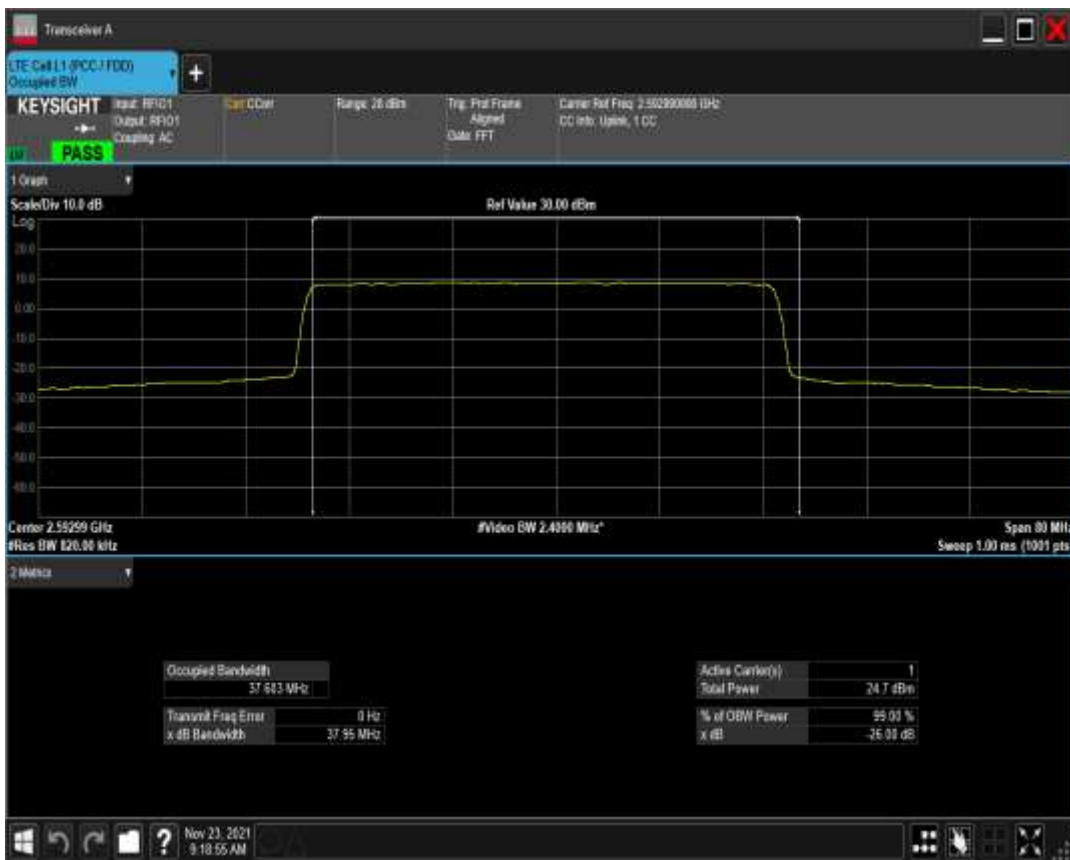 Transceiver A
LTE Cell L1 (PCC / FDD)
Occupied BW
+
KEYSIGHT
Input: RFIO1
Output: RFIO1
Coupling: AC
Corr CCorr
Range: 28 dBm
Trig: Prd Frame
Aligned
Gate: FFT
Carrier Ref Freq: 2.592990000 GHz
CC Info: Uplink, 1 CC
PASS
1 Graph
Scale/Div 10.0 dB
Ref Value 30.00 dBm
Log
20.0
10.0
0.00
-10.0
-20.0
-30.0
-40.0
-50.0
-60.0
Center 2.59299 GHz
#Video BW 2.4000 MHz*
Span 80 MHz
#Res BW 820.00 kHz
Sweep 1.00 ms (1001 pts
2 Metrics
Occupied Bandwidth
37.683 MHz
Transmit Freq Error 0 Hz
x dB Bandwidth 37.95 MHz
Active Carrier(s) 1
Total Power 24.7 dBm
% of OBW Power 99.00 %
x dB -26.00 dB
?
Nov 23, 2021
9:18:55 AM